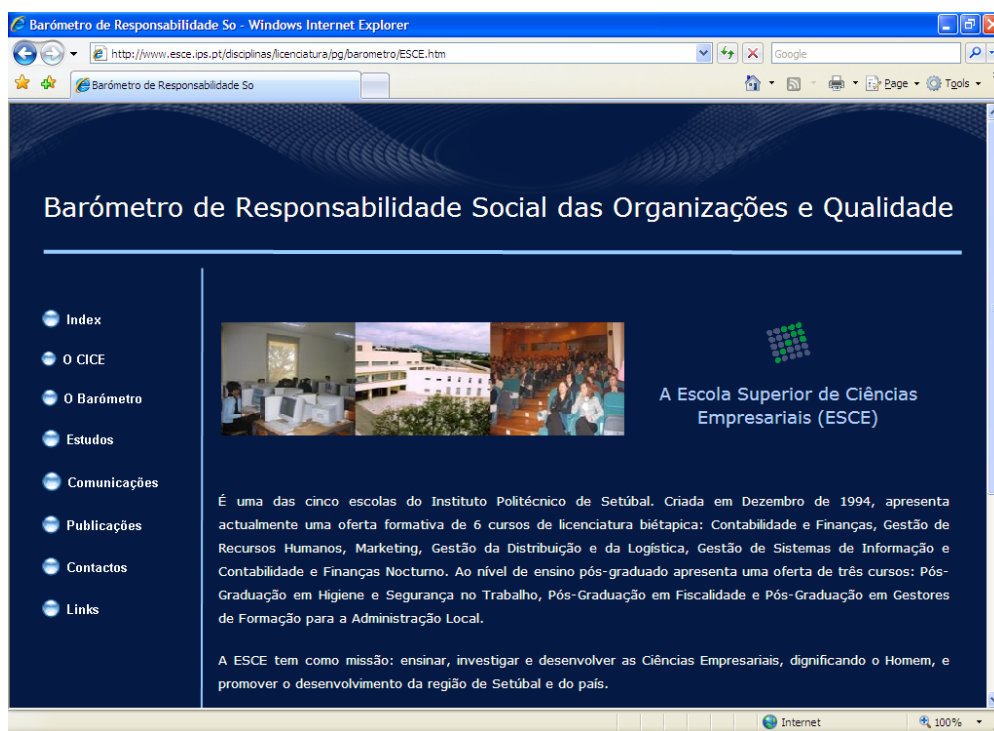 Barómetro de Responsabilidade So - Windows Internet Explorer
http://www.esce.ips.pt/disciplinas/licenciatura/pg/barometro/ESCE.htm
Google
Barómetro de Responsabilidade So
Page
Tools
Barómetro de Responsabilidade Social das Organizações e Qualidade
Index
O CICE
O Barómetro
Estudos
Comunicações
Publicações
Contactos
Links
A Escola Superior de Ciências
Empresariais (ESCE)
É uma das cinco escolas do Instituto Politécnico de Setúbal. Criada em Dezembro de 1994, apresenta
actualmente uma oferta formativa de 6 cursos de licenciatura biétapica: Contabilidade e Finanças, Gestão de
Recursos Humanos, Marketing, Gestão da Distribuição e da Logística, Gestão de Sistemas de Informação e
Contabilidade e Finanças Nocturno. Ao nível de ensino pós-graduado apresenta uma oferta de três cursos: Pós-
Graduação em Higiene e Segurança no Trabalho, Pós-Graduação em Fiscalidade e Pós-Graduação em Gestores
de Formação para a Administração Local.
A ESCE tem como missão: ensinar, investigar e desenvolver as Ciências Empresariais, dignificando o Homem, e
promover o desenvolvimento da região de Setúbal e do país.
Internet
100%